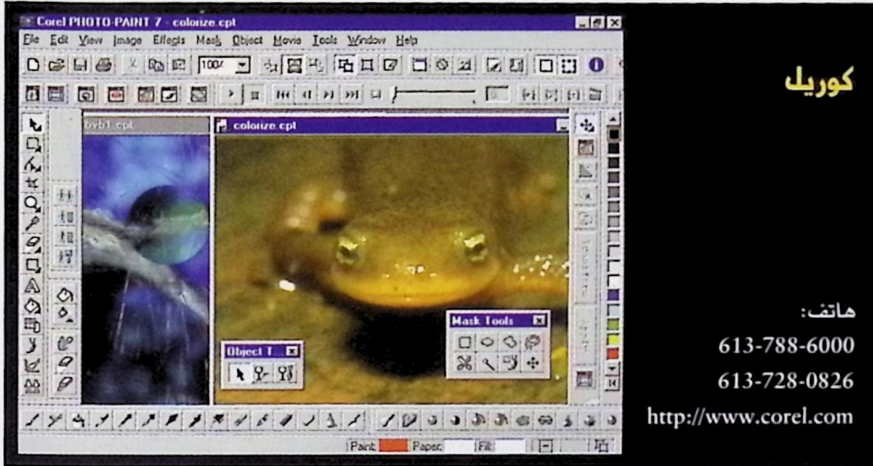 Corel PHOTO-PAINT 7 - colorize.cpt
File Edit View Image Effects Mask Object Movie Tools Window Help
100%
byb1.cpt
colorize.cpt
Mask Tools
Object T...
Paint: Paper: Fill:
كوريل
هاتف:
613-788-6000
613-728-0826
http://www.corel.com